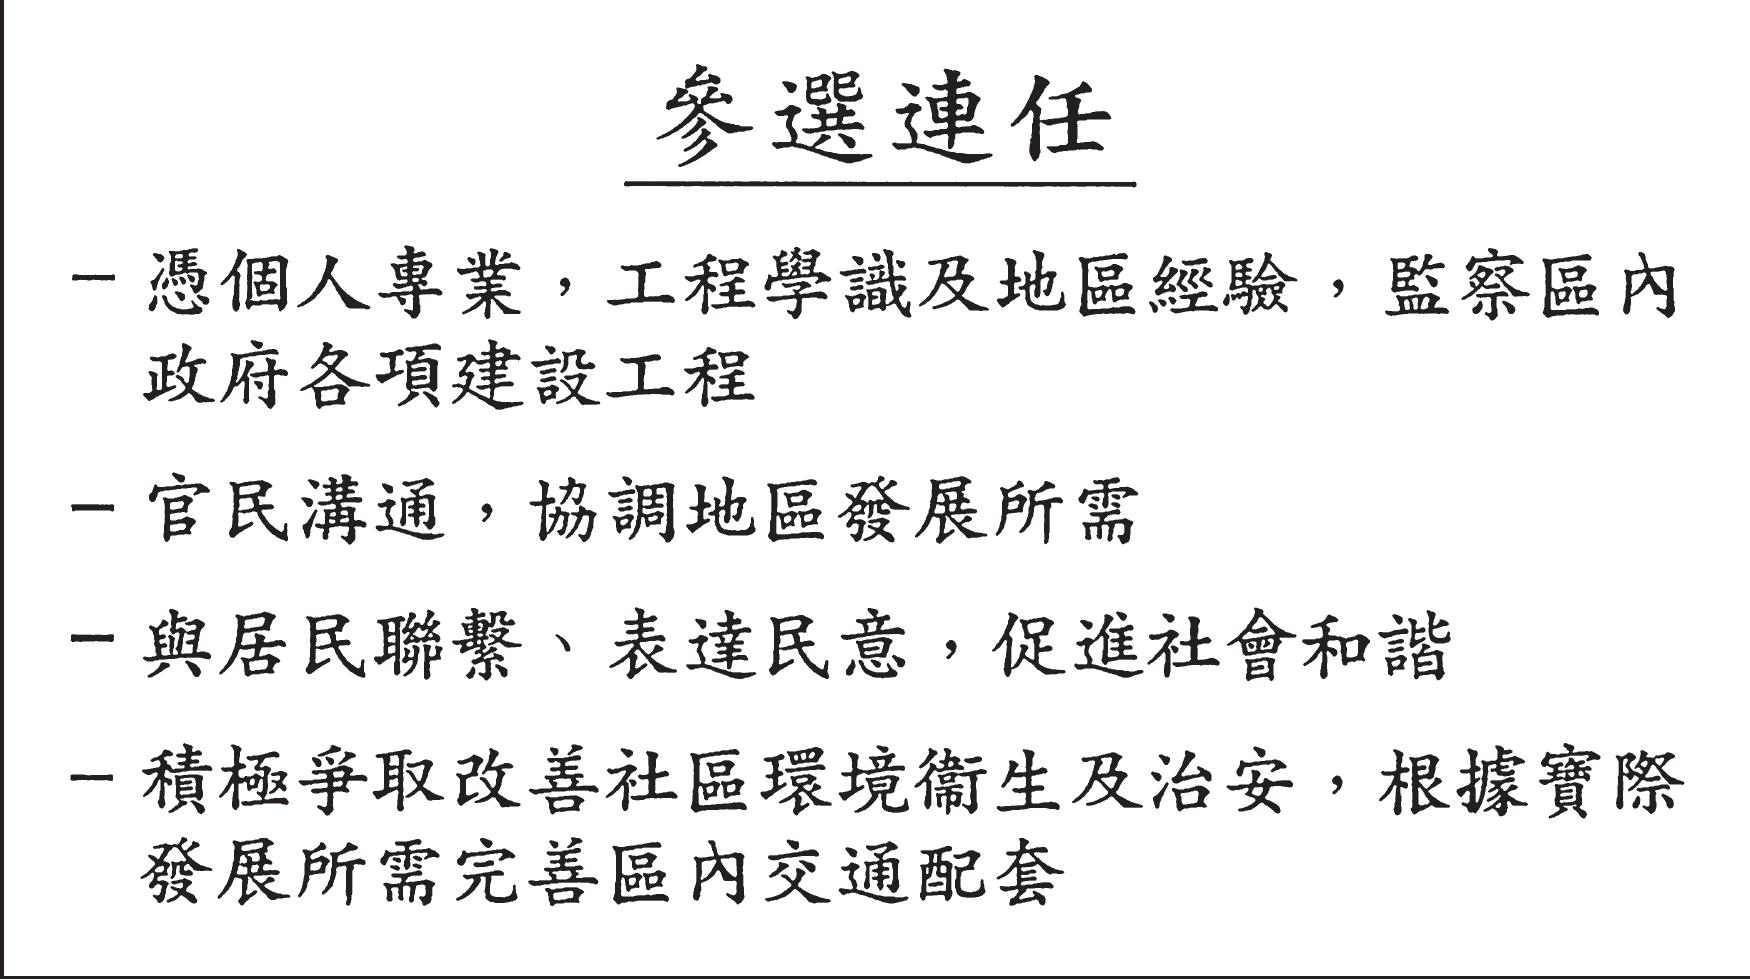 參選連任
- 憑個人專業，工程學識及地區經驗，監察區內
政府各項建設工程
- 官民溝通，協調地區發展所需
- 與居民聯繫、表達民意，促進社會和諧
- 積極爭取改善社區環境衞生及治安，根據寶際
發展所需完善區內交通配套